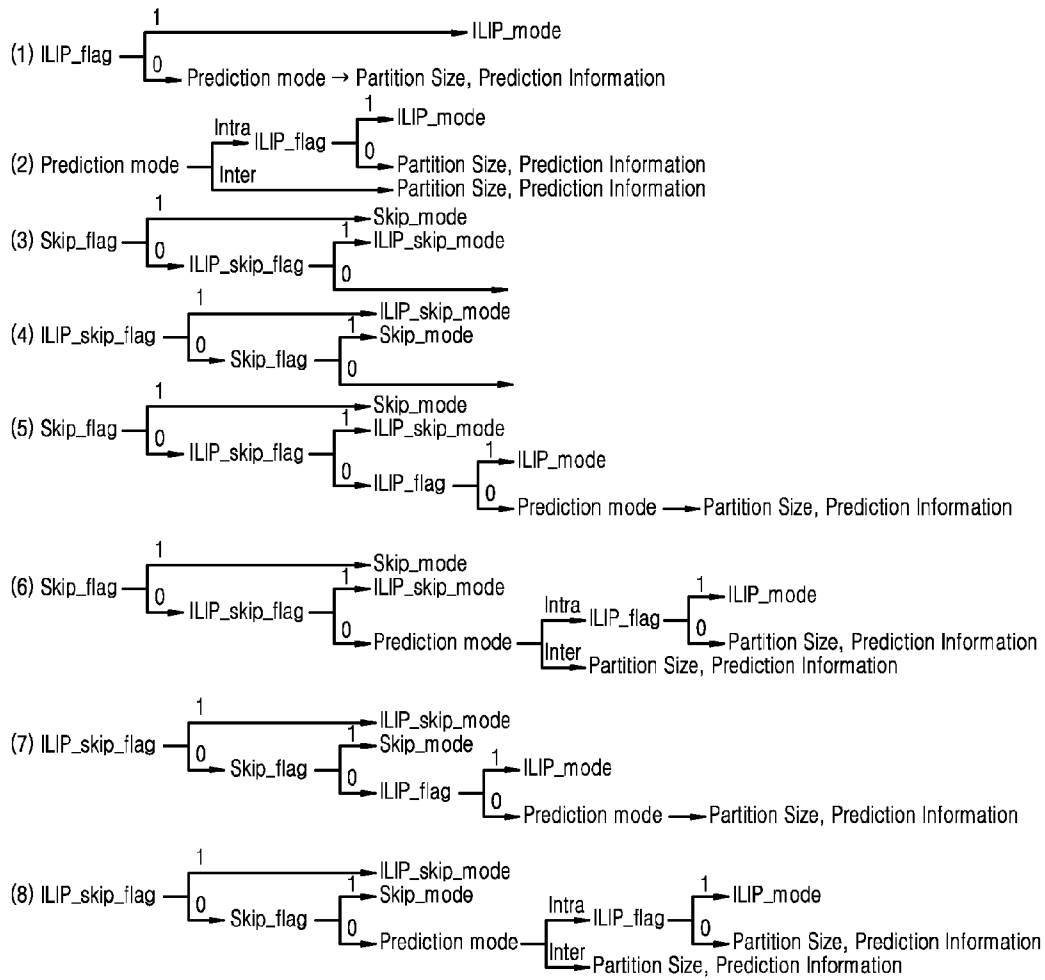 1
ILIP_mode
(1) ILIP_flag
0
Prediction mode → Partition Size, Prediction Information
1
ILIP_mode
Intra
ILIP_flag
0
(2) Prediction mode
Partition Size, Prediction Information
Inter
Partition Size, Prediction Information
1
Skip_mode
(3) Skip_flag
1
ILIP_skip_mode
0
ILIP_skip_flag
0
1
ILIP_skip_mode
(4) ILIP_skip_flag
1
Skip_mode
0
Skip_flag
0
1
Skip_mode
(5) Skip_flag
1
ILIP_skip_mode
0
ILIP_skip_flag
0
1
ILIP_mode
ILIP_flag
0
Prediction mode → Partition Size, Prediction Information
1
Skip_mode
(6) Skip_flag
1
ILIP_skip_mode
0
ILIP_skip_flag
0
Prediction mode
Intra
ILIP_flag
1
ILIP_mode
0
Partition Size, Prediction Information
Inter
Partition Size, Prediction Information
1
ILIP_skip_mode
(7) ILIP_skip_flag
1
Skip_mode
0
Skip_flag
0
1
ILIP_mode
ILIP_flag
0
Prediction mode → Partition Size, Prediction Information
1
ILIP_skip_mode
(8) ILIP_skip_flag
1
Skip_mode
0
Skip_flag
0
Prediction mode
Intra
ILIP_flag
1
ILIP_mode
0
Partition Size, Prediction Information
Inter
Partition Size, Prediction Information